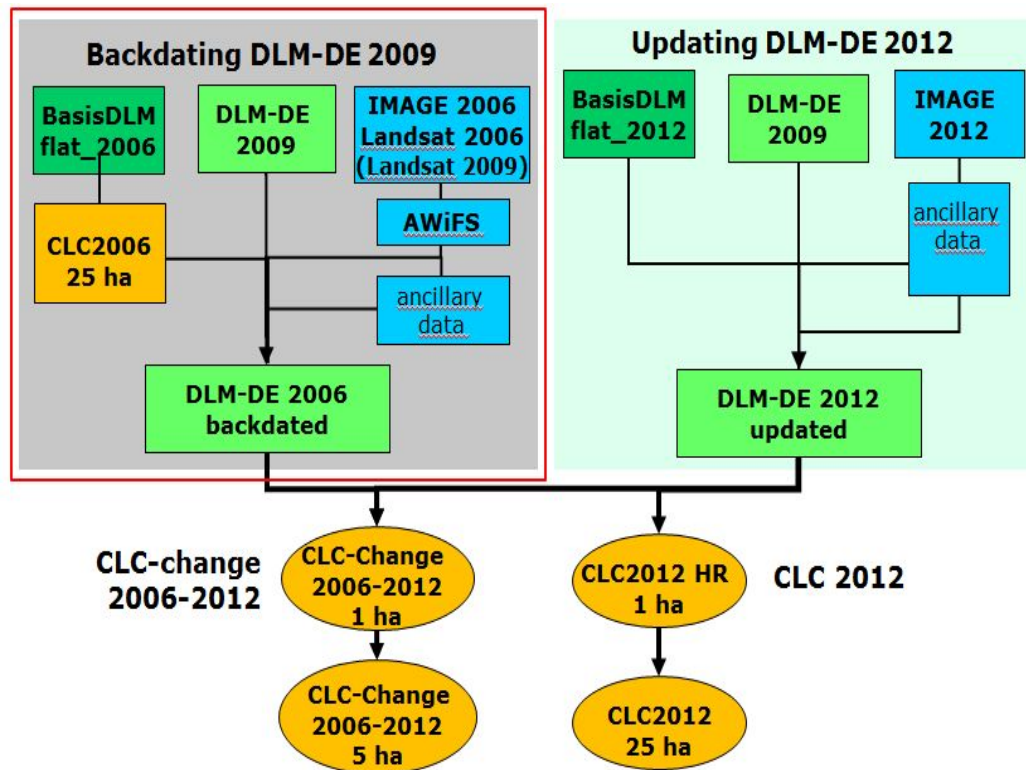 Backdating DLM-DE 2009
BasisDLM
flat_2006
DLM-DE
2009
IMAGE 2006
Landsat 2006
(Landsat 2009)
AWiFS
CLC2006
25 ha
ancillary
data
DLM-DE 2006
backdated
Updating DLM-DE 2012
BasisDLM
flat_2012
DLM-DE
2009
IMAGE
2012
ancillary
data
DLM-DE 2012
updated
CLC-change
2006-2012
CLC-Change
2006-2012
1 ha
CLC2012 HR
1 ha
CLC 2012
CLC-Change
2006-2012
5 ha
CLC2012
25 ha